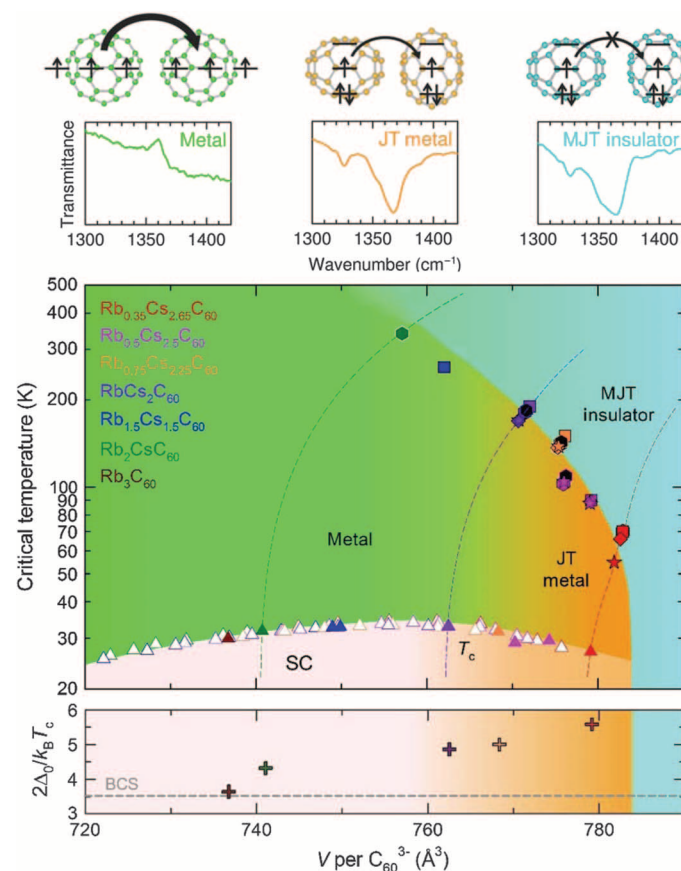 Metal
JT metal
MJT insulator
Transmittance
1300 1350 1400
1300 1350 1400
1300 1350 1400
Wavenumber (cm⁻¹)
500
400
300
200
100
90
80
70
60
50
40
30
20
Critical temperature (K)
Rb₀.₃₅Cs₂.₆₅C₆₀
Rb₀.₅Cs₂.₅C₆₀
Rb₀.₇₅Cs₂.₂₅C₆₀
RbCs₂C₆₀
Rb₁.₅Cs₁.₅C₆₀
Rb₂CsC₆₀
Rb₃C₆₀
MJT
insulator
Metal
JT
metal
SC
T_c
6
5
4
3
2Δ₀/k_BT_c
BCS
720 740 760 780
V per C₆₀³⁻ (Å³)